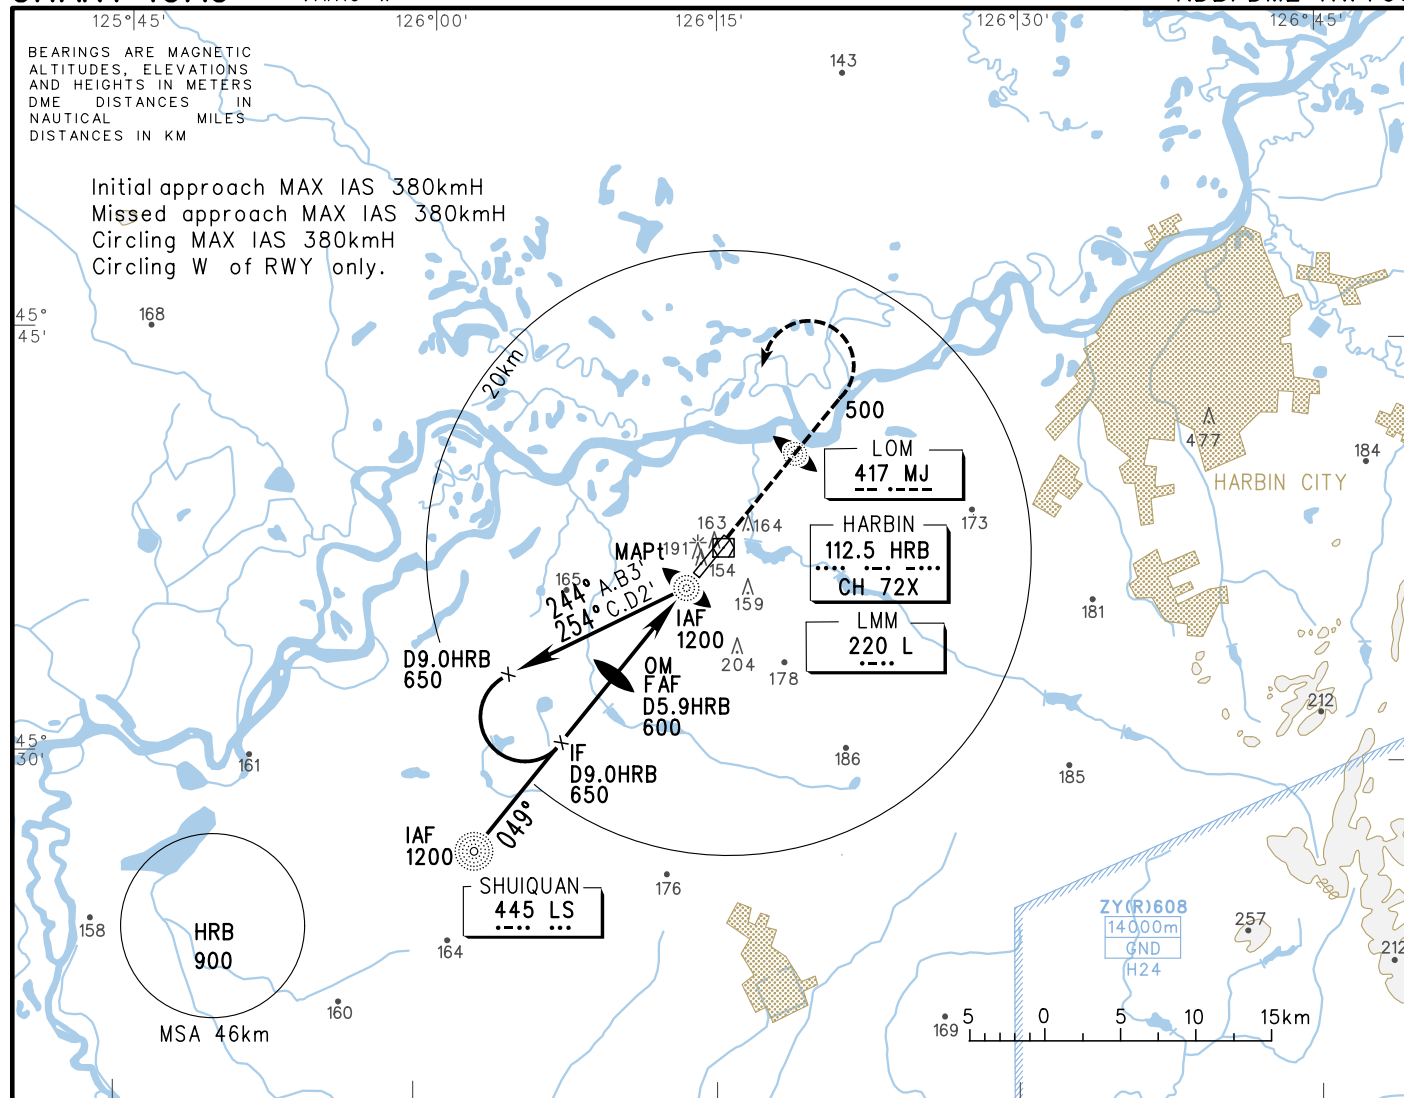 125°45'
126°00'
126°15'
126°30'
126°45'
BEARINGS ARE MAGNETIC
ALTITUDES, ELEVATIONS
AND HEIGHTS IN METERS
DME DISTANCES IN
NAUTICAL MILES
DISTANCES IN KM
143
Initial approach MAX IAS 380kmH
Missed approach MAX IAS 380kmH
Circling MAX IAS 380kmH
Circling W of RWY only.
45°
45'
168
20km
500
477
184
HARBIN CITY
LOM
417 MJ
173
163
164
HARBIN
112.5 HRB
CH 72X
MAPt
191
154
165
159
244° A.B3'
254° C.D2'
IAF
1200
181
LMM
220 L
204
178
D9.0HRB
650
OM
FAF
D5.9HRB
600
212
45°
30'
161
IF
D9.0HRB
650
186
185
049°
IAF
1200
SHUIQUAN
445 LS
176
200
158
HRB
900
164
ZY(R)608
14000m
GND
H24
257
212
160
MSA 46km
169
5 0 5 10 15km